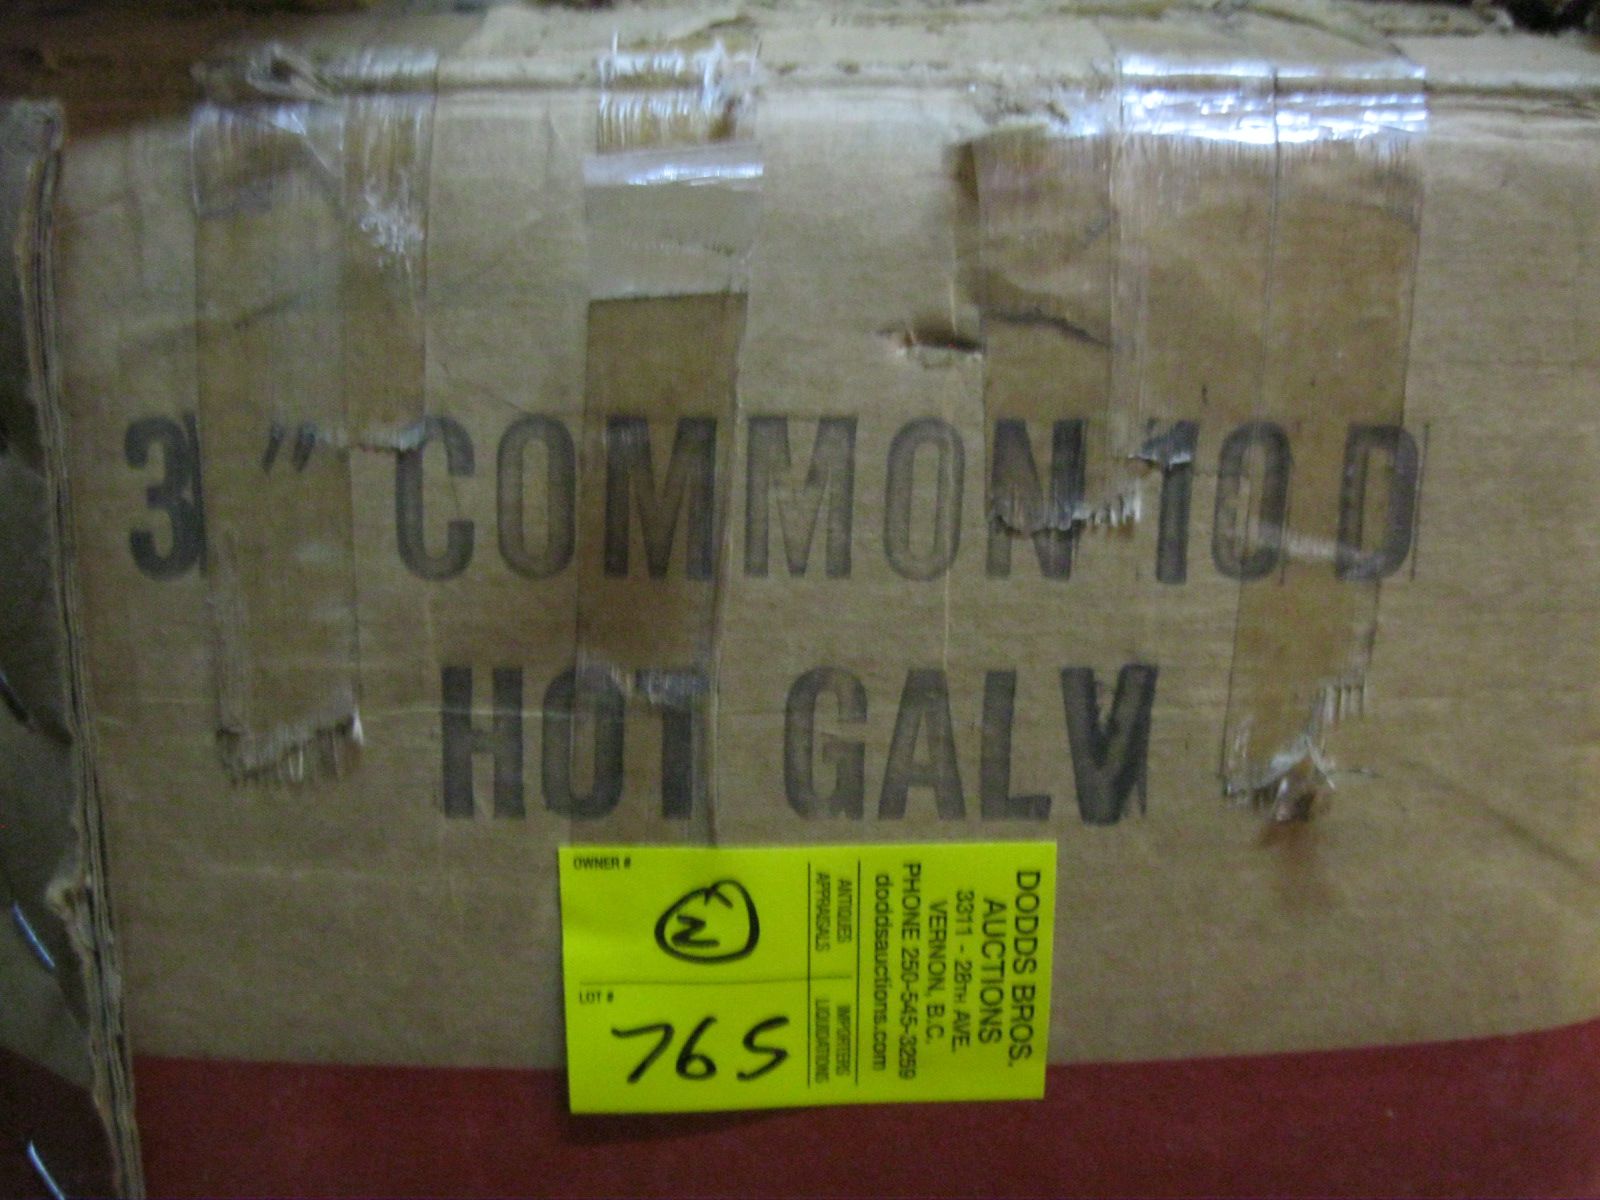 3" COMMON 10 D
HOT GALV
OWNER #
LOT #
765
ANTIQUES
APPRAISALS
IMPORTERS
LIQUIDATIONS
DODDS BROS.
AUCTIONS
3311 - 28TH AVE.
VERNON, B.C.
PHONE 250-545-3259
doddsauctions.com